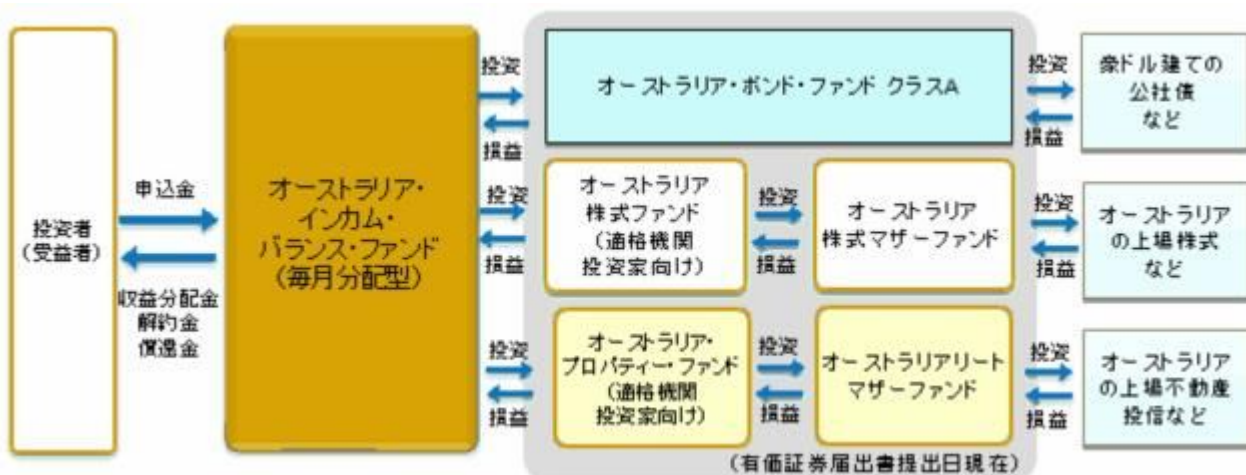 投資者
(受益者)
申込金
収益分配金
解約金
償還金
オーストラリア・
インカム・
バランス・ファンド
(毎月分配型)
投資
損益
オーストラリア・ボンド・ファンド クラスA
投資
損益
豪ドル建ての
公社債
など
投資
損益
オーストラリア
株式ファンド
(適格機関
投資家向け)
投資
損益
オーストラリア
株式マザーファンド
投資
損益
オーストラリア
の上場株式
など
投資
損益
オーストラリア・
プロパティー・ファンド
(適格機関
投資家向け)
投資
損益
オーストラリアリート
マザーファンド
投資
損益
オーストラリア
の上場不動産
投信など
(有価証券届出書提出日現在)